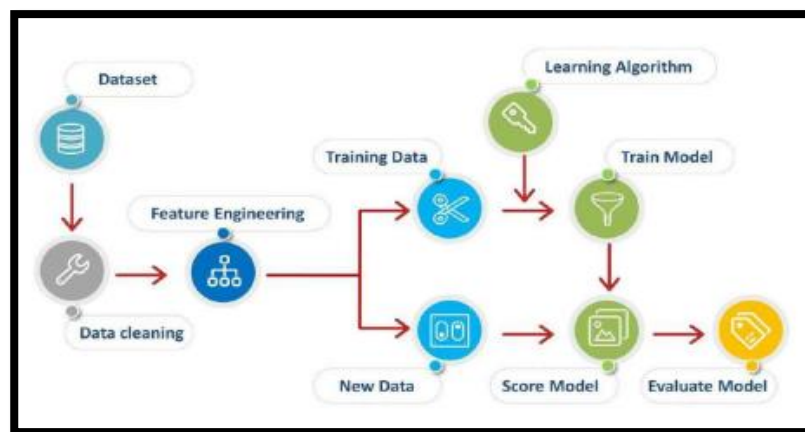 Dataset
Learning Algorithm
Training Data
Train Model
Feature Engineering
Data cleaning
New Data
Score Model
Evaluate Model